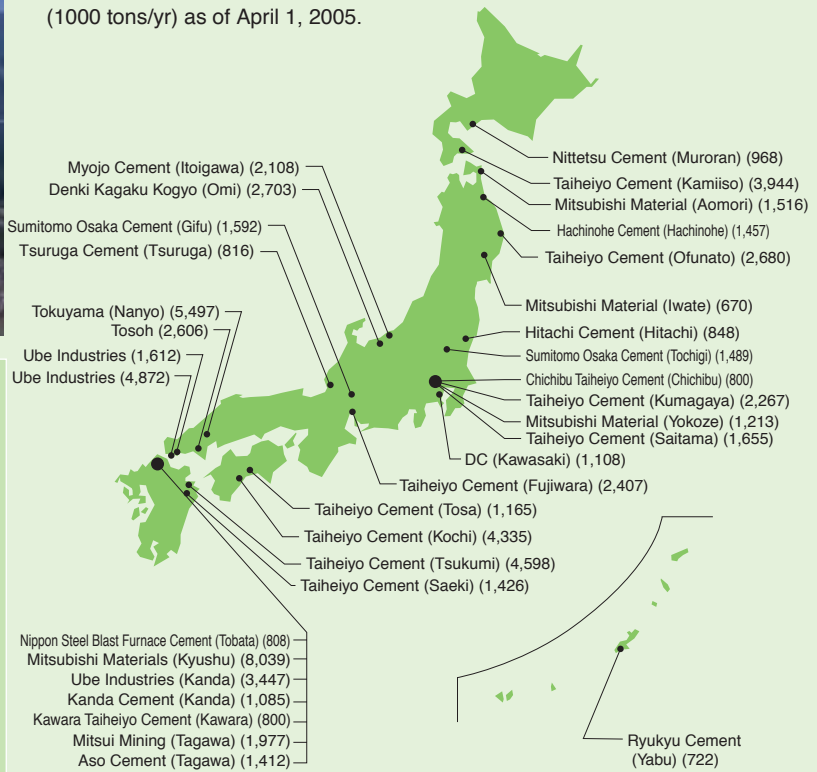 (1000 tons/yr) as of April 1, 2005.
Myojo Cement (Itoigawa) (2,108)
Denki Kagaku Kogyo (Omi) (2,703)
Sumitomo Osaka Cement (Gifu) (1,592)
Tsuruga Cement (Tsuruga) (816)
Tokuyama (Nanyo) (5,497)
Tosoh (2,606)
Ube Industries (1,612)
Ube Industries (4,872)
Nittetsu Cement (Muroran) (968)
Taiheiyo Cement (Kamiiso) (3,944)
Mitsubishi Material (Aomori) (1,516)
Hachinohe Cement (Hachinohe) (1,457)
Taiheiyo Cement (Ofunato) (2,680)
Mitsubishi Material (Iwate) (670)
Hitachi Cement (Hitachi) (848)
Sumitomo Osaka Cement (Tochigi) (1,489)
Chichibu Taiheiyo Cement (Chichibu) (800)
Taiheiyo Cement (Kumagaya) (2,267)
Mitsubishi Material (Yokoze) (1,213)
Taiheiyo Cement (Saitama) (1,655)
DC (Kawasaki) (1,108)
Taiheiyo Cement (Fujiwara) (2,407)
Taiheiyo Cement (Tosa) (1,165)
Taiheiyo Cement (Kochi) (4,335)
Taiheiyo Cement (Tsukumi) (4,598)
Taiheiyo Cement (Saeki) (1,426)
Nippon Steel Blast Furnace Cement (Tobata) (808)
Mitsubishi Materials (Kyushu) (8,039)
Ube Industries (Kanda) (3,447)
Kanda Cement (Kanda) (1,085)
Kawara Taiheiyo Cement (Kawara) (800)
Mitsui Mining (Tagawa) (1,977)
Aso Cement (Tagawa) (1,412)
Ryukyu Cement
(Yabu) (722)